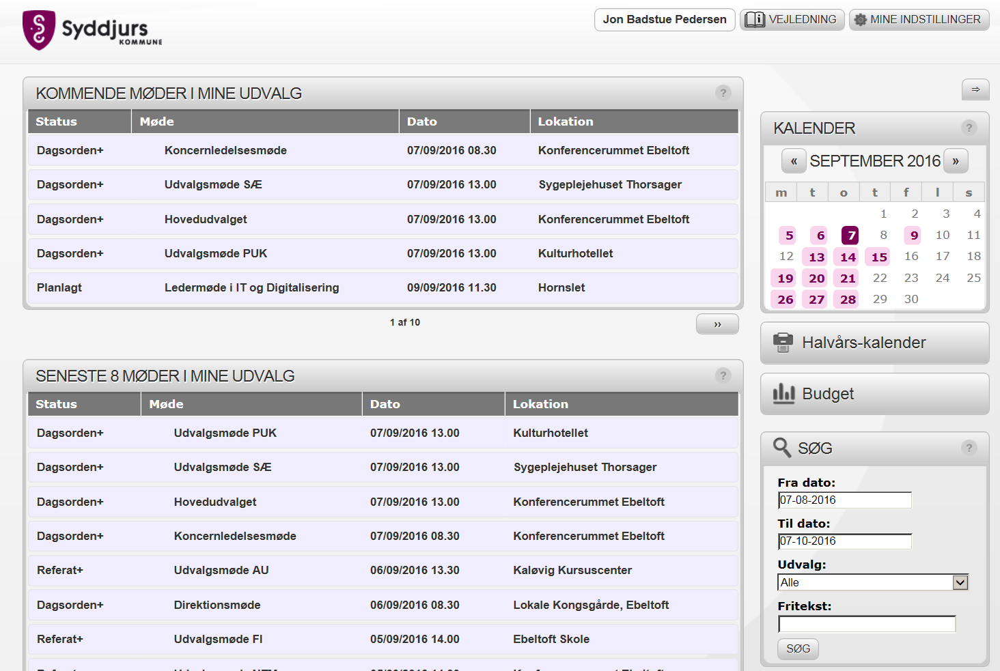 Syddjurs
KOMMUNE
Jon Badstue Pedersen
VEJLEDNING
MINE INDSTILLINGER
KOMMENDE MØDER I MINE UDVALG ?
Status Møde Dato Lokation
Dagsorden+ Koncernledelsesmøde 07/09/2016 08.30 Konferencerummet Ebeltoft
Dagsorden+ Udvalgsmøde SÆ 07/09/2016 13.00 Sygeplejehuset Thorsager
Dagsorden+ Hovedudvalget 07/09/2016 13.00 Konferencerummet Ebeltoft
Dagsorden+ Udvalgsmøde PUK 07/09/2016 13.00 Kulturhotellet
Planlagt Ledermøde i IT og Digitalisering 09/09/2016 11.30 Hornslet
1 af 10 ››
SENESTE 8 MØDER I MINE UDVALG ?
Status Møde Dato Lokation
Dagsorden+ Udvalgsmøde PUK 07/09/2016 13.00 Kulturhotellet
Dagsorden+ Udvalgsmøde SÆ 07/09/2016 13.00 Sygeplejehuset Thorsager
Dagsorden+ Hovedudvalget 07/09/2016 13.00 Konferencerummet Ebeltoft
Dagsorden+ Koncernledelsesmøde 07/09/2016 08.30 Konferencerummet Ebeltoft
Referat+ Udvalgsmøde AU 06/09/2016 13.30 Kaløvig Kursuscenter
Dagsorden+ Direktionsmøde 06/09/2016 08.30 Lokale Kongsgårde, Ebeltoft
Referat+ Udvalgsmøde FI 05/09/2016 14.00 Ebeltoft Skole
⇒
KALENDER ?
« SEPTEMBER 2016 »
m t o t f l s
1 2 3 4
5 6 7 8 9 10 11
12 13 14 15 16 17 18
19 20 21 22 23 24 25
26 27 28 29 30
Halvårs-kalender
Budget
SØG ?
Fra dato:
07-08-2016
Til dato:
07-10-2016
Udvalg:
Alle
Fritekst:
SØG